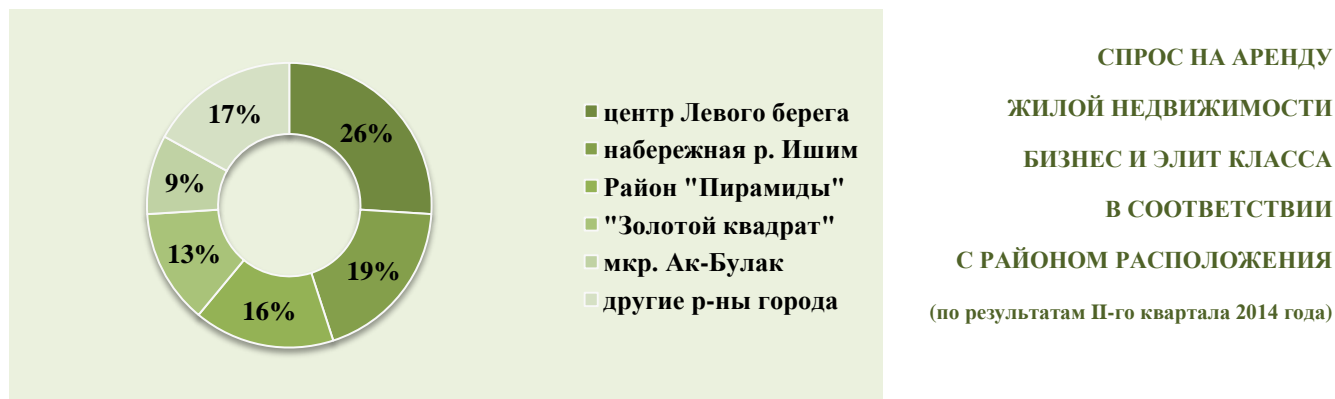 26%
19%
16%
13%
9%
17%
центр Левого берега
набережная р. Ишим
Район "Пирамиды"
"Золотой квадрат"
мкр. Ак-Булак
другие р-ны города
СПРОС НА АРЕНДУ
ЖИЛОЙ НЕДВИЖИМОСТИ
БИЗНЕС И ЭЛИТ КЛАССА
В СООТВЕТСТВИИ
С РАЙОНОМ РАСПОЛОЖЕНИЯ
(по результатам II-го квартала 2014 года)